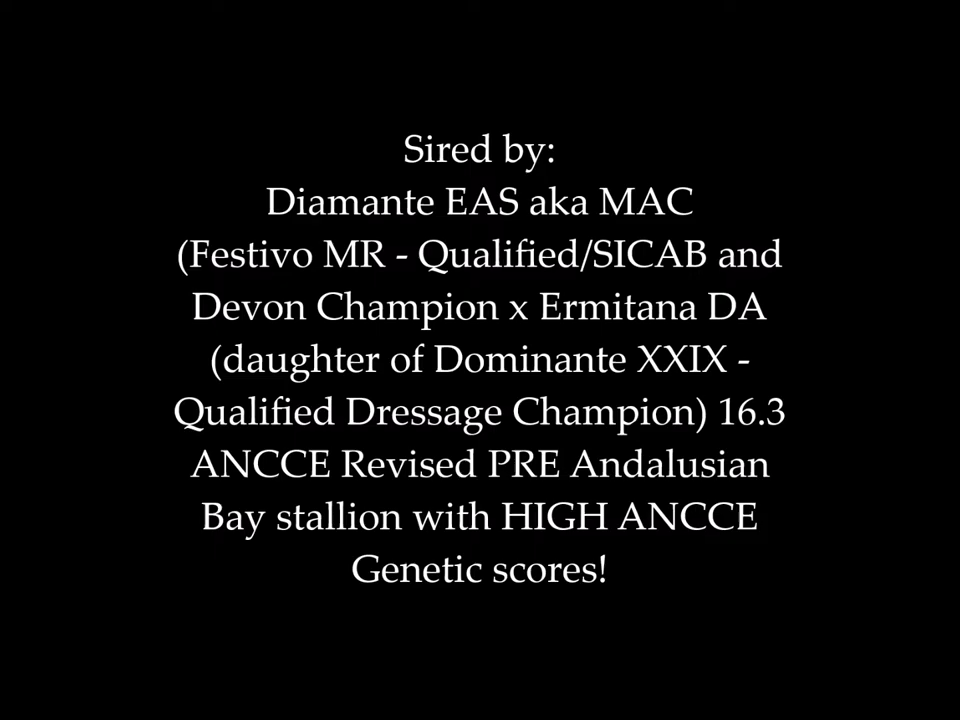 Sired by:
Diamante EAS aka MAC
(Festivo MR - Qualified/SICAB and
Devon Champion x Ermitana DA
(daughter of Dominante XXIX -
Qualified Dressage Champion) 16.3
ANCCE Revised PRE Andalusian
Bay stallion with HIGH ANCCE
Genetic scores!